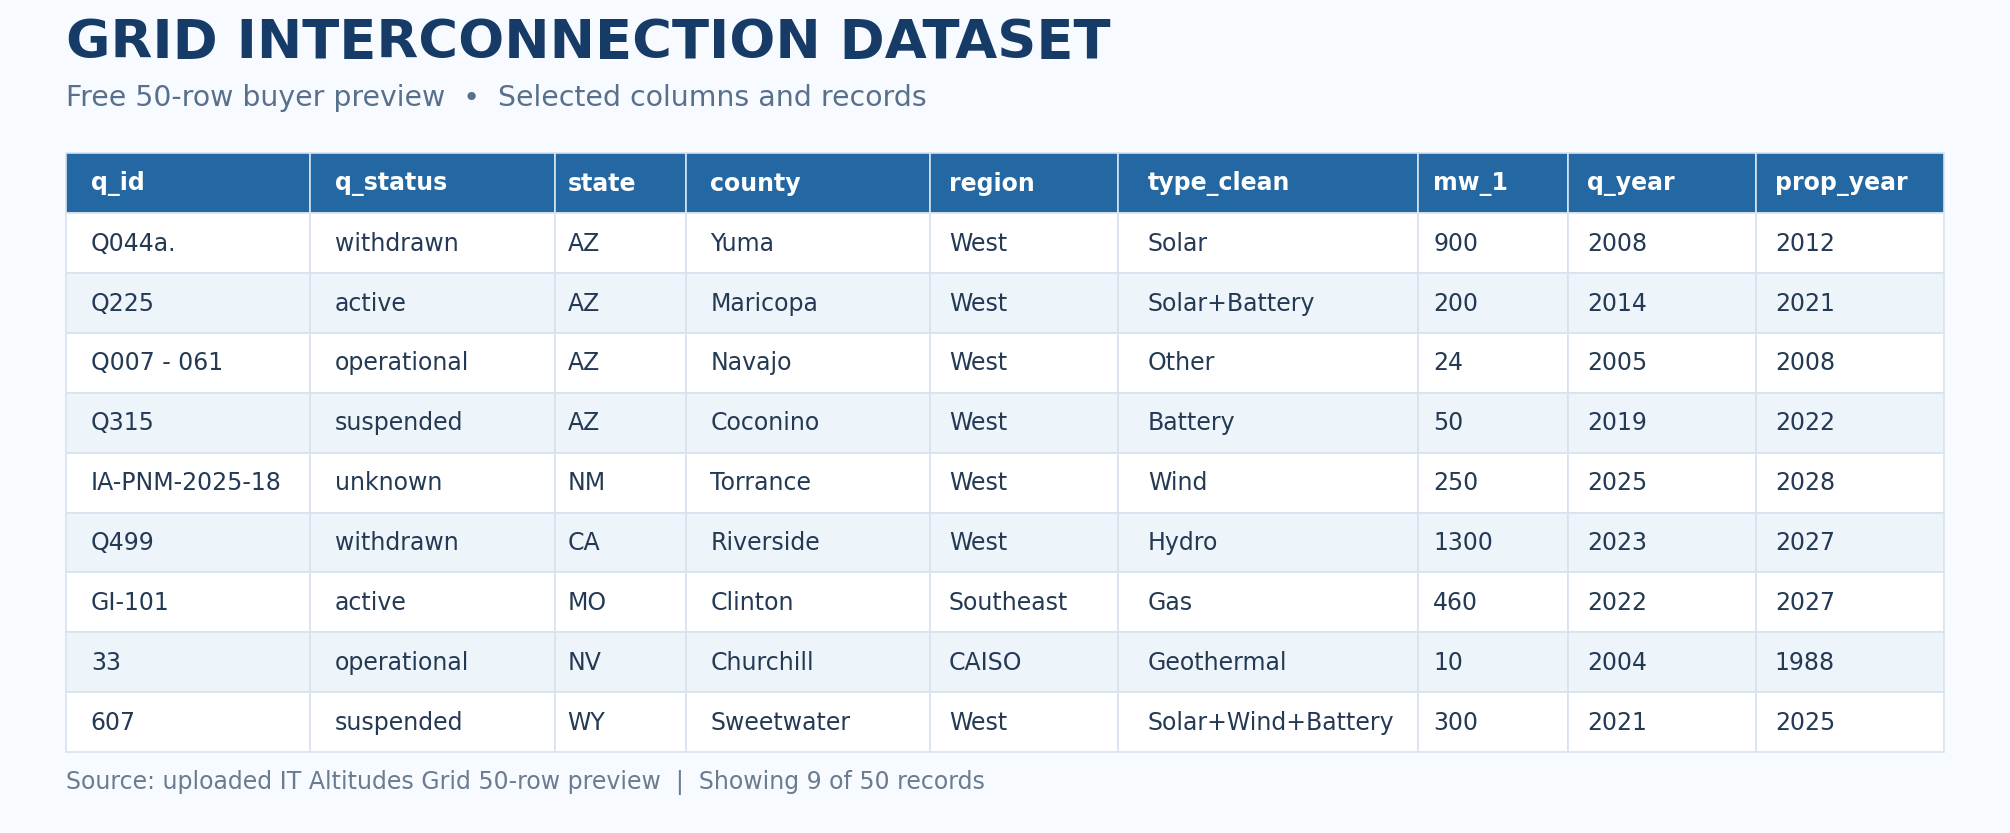 GRID INTERCONNECTION DATASET
Free 50-row buyer preview • Selected columns and records
q_id q_status state county region type_clean mw_1 q_year prop_year
Q044a. withdrawn AZ Yuma West Solar 900 2008 2012
Q225 active AZ Maricopa West Solar+Battery 200 2014 2021
Q007 - 061 operational AZ Navajo West Other 24 2005 2008
Q315 suspended AZ Coconino West Battery 50 2019 2022
IA-PNM-2025-18 unknown NM Torrance West Wind 250 2025 2028
Q499 withdrawn CA Riverside West Hydro 1300 2023 2027
GI-101 active MO Clinton Southeast Gas 460 2022 2027
33 operational NV Churchill CAISO Geothermal 10 2004 1988
607 suspended WY Sweetwater West Solar+Wind+Battery 300 2021 2025
Source: uploaded IT Altitudes Grid 50-row preview | Showing 9 of 50 records